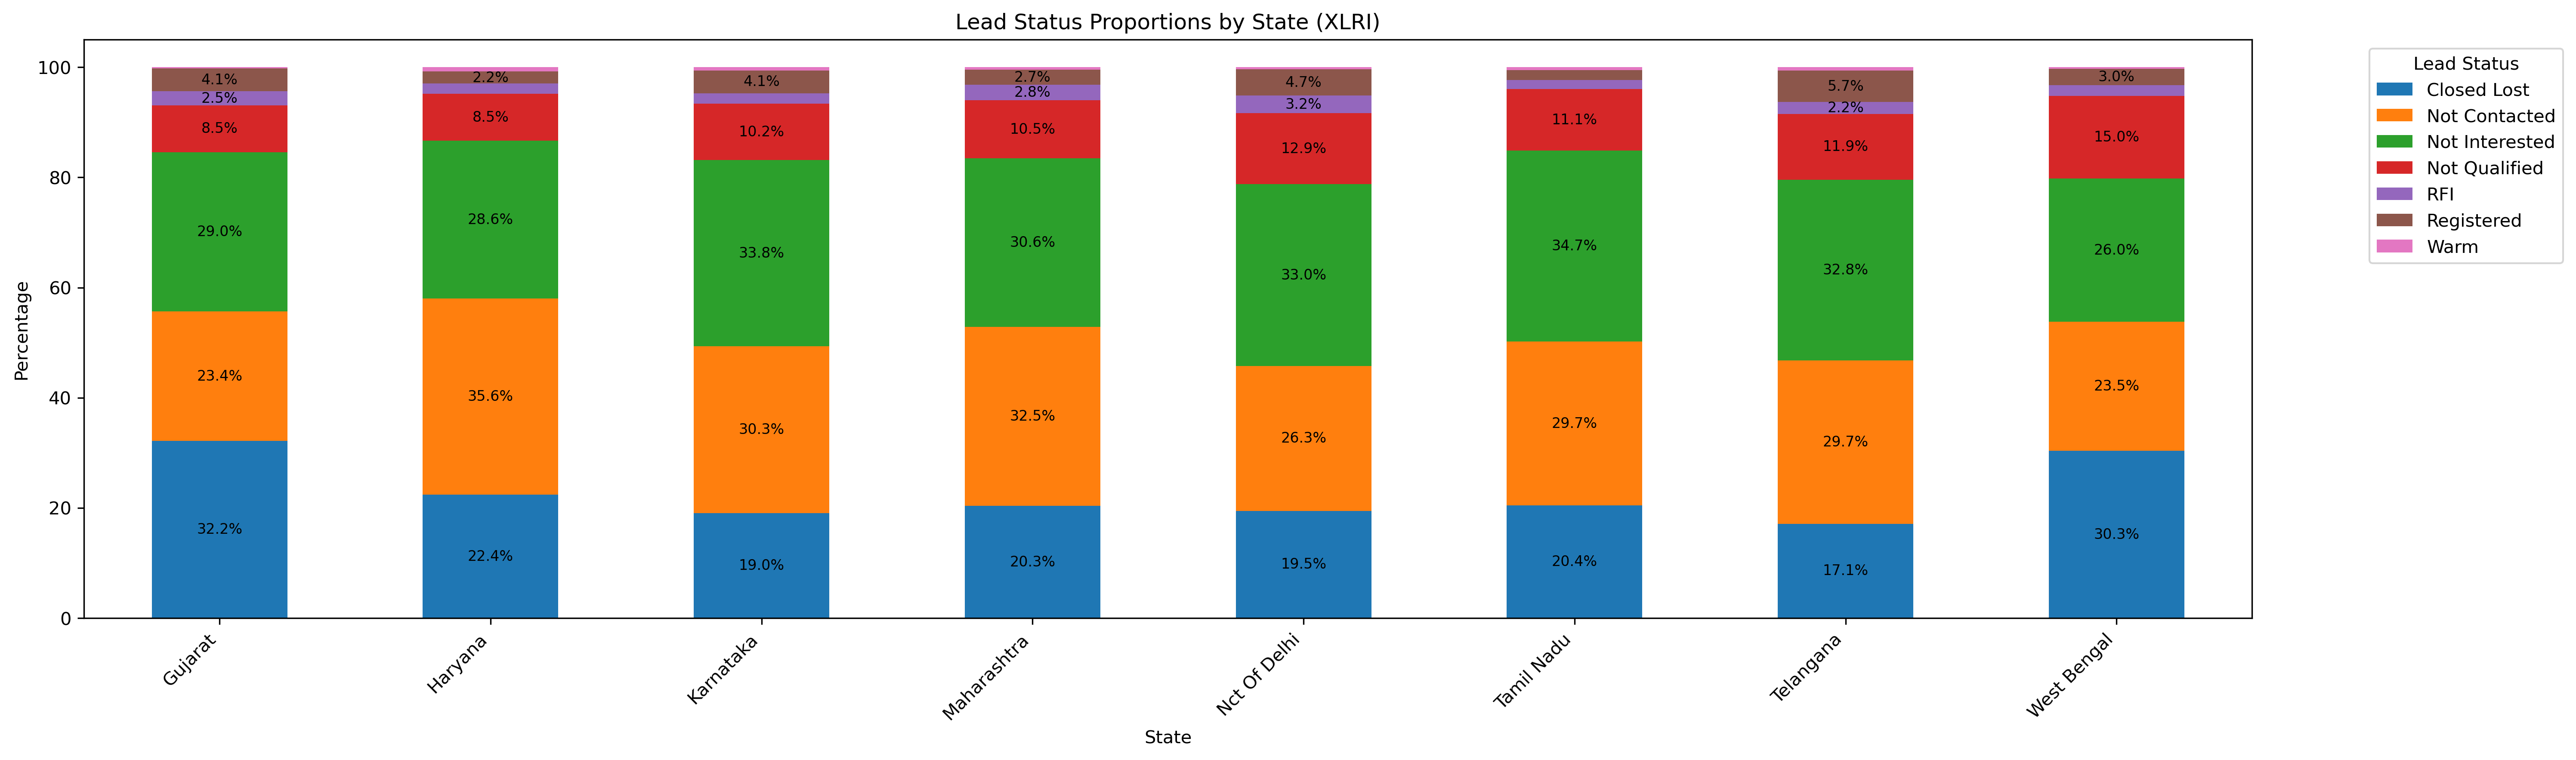 Lead Status Proportions by State (XLRI)
Percentage
100
80
60
40
20
0
4.1%
2.5%
8.5%
29.0%
23.4%
32.2%
2.2%
8.5%
28.6%
35.6%
22.4%
4.1%
10.2%
33.8%
30.3%
19.0%
2.7%
2.8%
10.5%
30.6%
32.5%
20.3%
4.7%
3.2%
12.9%
33.0%
26.3%
19.5%
11.1%
34.7%
29.7%
20.4%
5.7%
2.2%
11.9%
32.8%
29.7%
17.1%
3.0%
15.0%
26.0%
23.5%
30.3%
Gujarat
Haryana
Karnataka
Maharashtra
Nct Of Delhi
Tamil Nadu
Telangana
West Bengal
State
Lead Status
Closed Lost
Not Contacted
Not Interested
Not Qualified
RFI
Registered
Warm